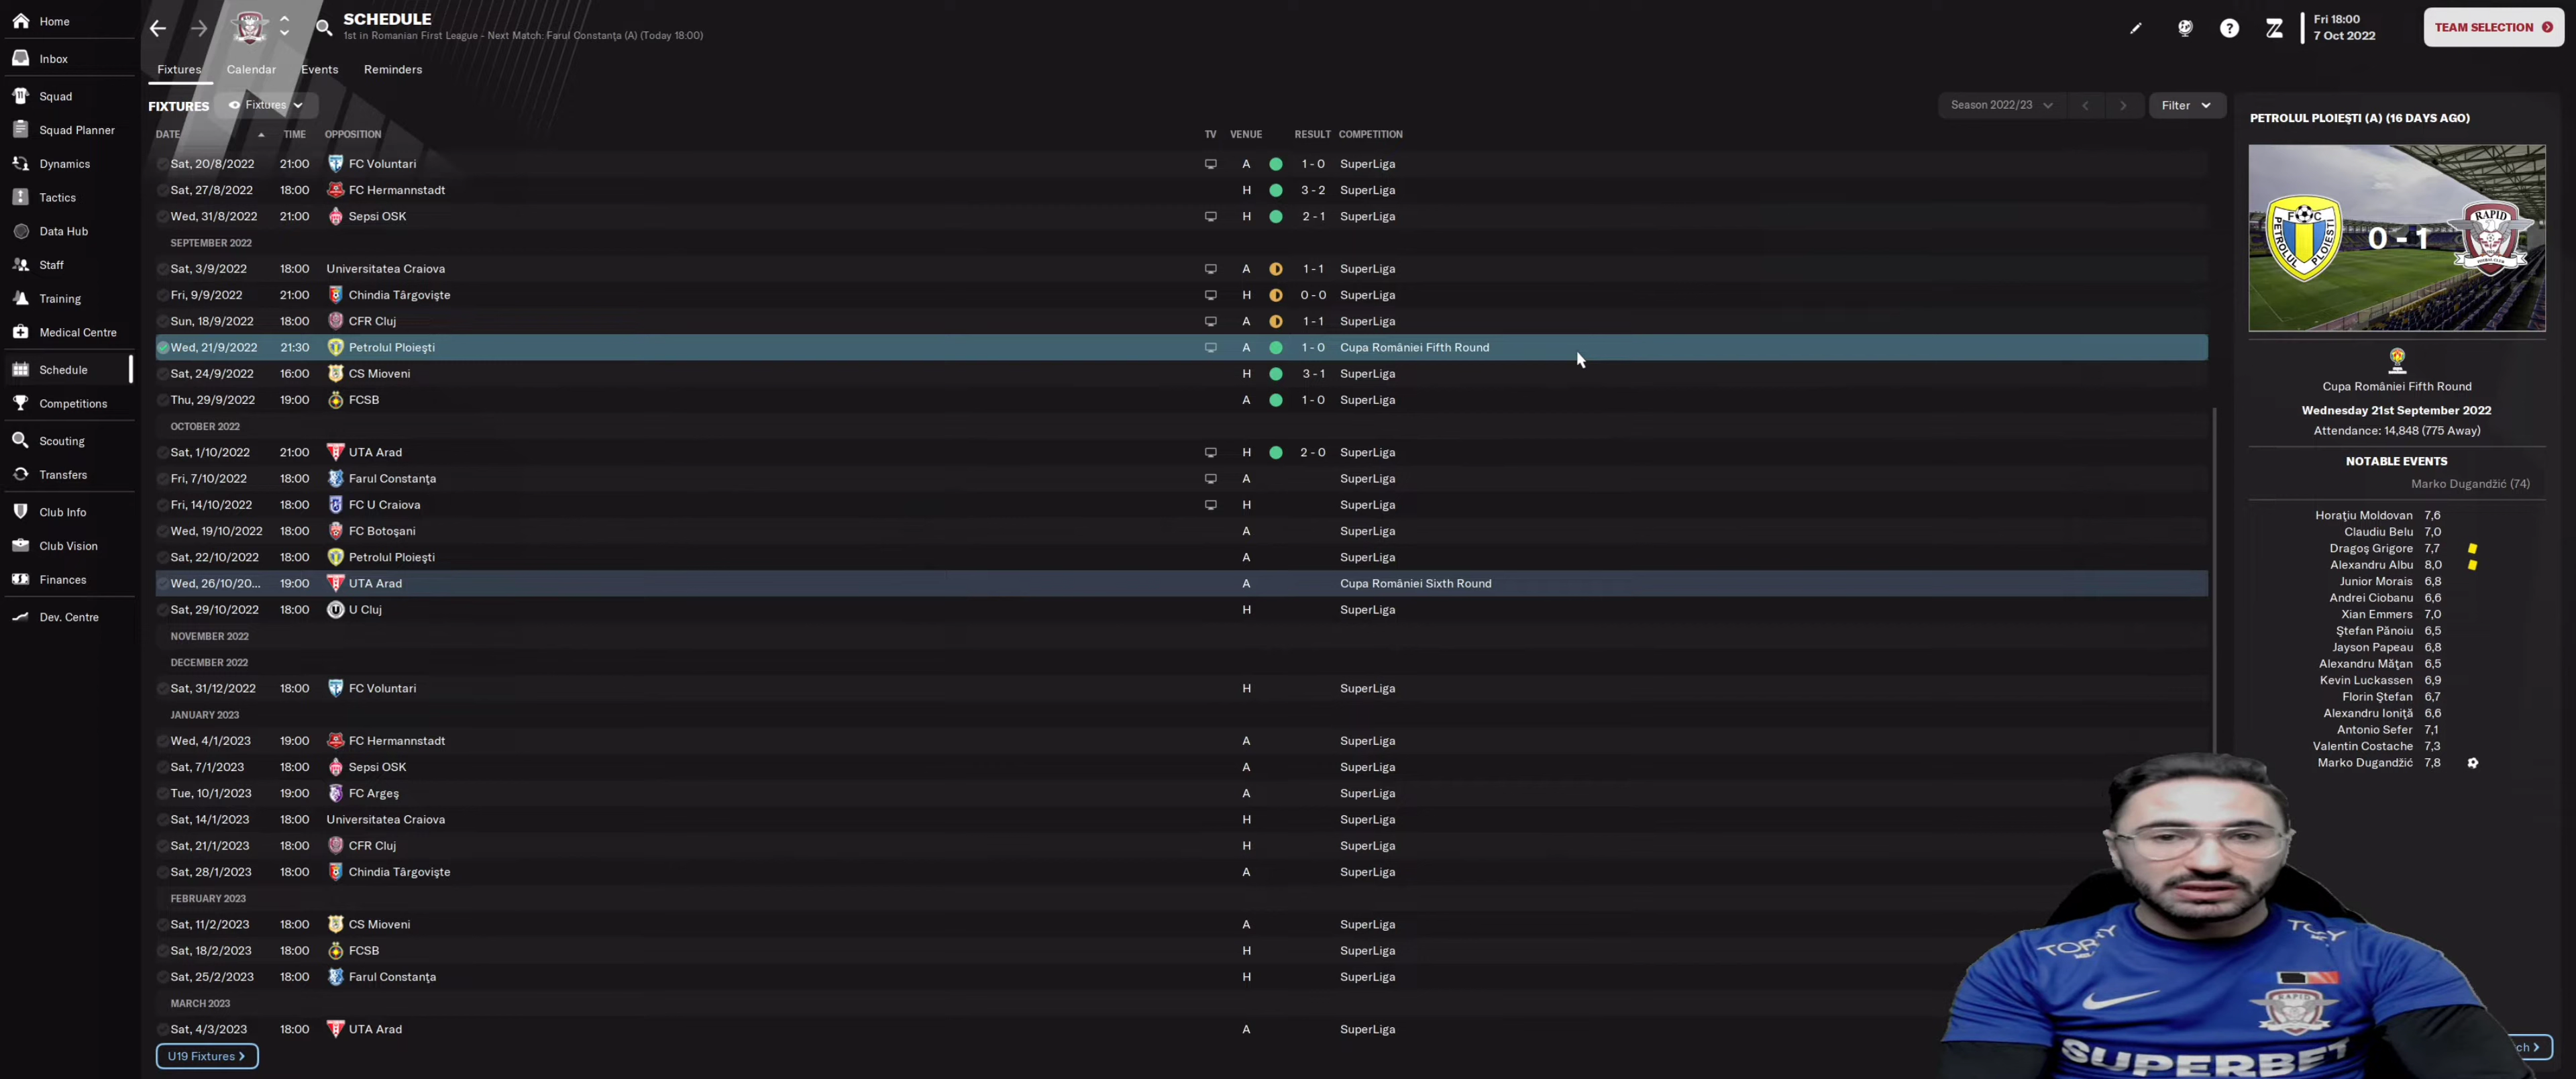 Home
Inbox
Squad
Squad Planner
Dynamics
Tactics
Data Hub
Staff
Training
Medical Centre
Schedule
Competitions
Scouting
Transfers
Club Info
Club Vision
Finances
Dev. Centre
SCHEDULE
1st in Romanian First League - Next Match: Farul Constanţa (A) (Today 18:00)
Fri 18:00
7 Oct 2022
TEAM SELECTION
Fixtures Calendar Events Reminders
FIXTURES Fixtures Season 2022/23 Filter
DATE TIME OPPOSITION TV VENUE RESULT COMPETITION
Sat, 20/8/2022 21:00 FC Voluntari A 1 - 0 SuperLiga
Sat, 27/8/2022 18:00 FC Hermannstadt H 3 - 2 SuperLiga
Wed, 31/8/2022 21:00 Sepsi OSK H 2 - 1 SuperLiga
SEPTEMBER 2022
Sat, 3/9/2022 18:00 Universitatea Craiova A 1 - 1 SuperLiga
Fri, 9/9/2022 21:00 Chindia Târgovişte H 0 - 0 SuperLiga
Sun, 18/9/2022 18:00 CFR Cluj A 1 - 1 SuperLiga
Wed, 21/9/2022 21:30 Petrolul Ploieşti A 1 - 0 Cupa României Fifth Round
Sat, 24/9/2022 16:00 CS Mioveni H 3 - 1 SuperLiga
Thu, 29/9/2022 19:00 FCSB A 1 - 0 SuperLiga
OCTOBER 2022
Sat, 1/10/2022 21:00 UTA Arad H 2 - 0 SuperLiga
Fri, 7/10/2022 18:00 Farul Constanţa A SuperLiga
Fri, 14/10/2022 18:00 FC U Craiova H SuperLiga
Wed, 19/10/2022 18:00 FC Botoşani A SuperLiga
Sat, 22/10/2022 18:00 Petrolul Ploieşti A SuperLiga
Wed, 26/10/20... 19:00 UTA Arad A Cupa României Sixth Round
Sat, 29/10/2022 18:00 U Cluj H SuperLiga
NOVEMBER 2022
DECEMBER 2022
Sat, 31/12/2022 18:00 FC Voluntari H SuperLiga
JANUARY 2023
Wed, 4/1/2023 19:00 FC Hermannstadt A SuperLiga
Sat, 7/1/2023 18:00 Sepsi OSK A SuperLiga
Tue, 10/1/2023 19:00 FC Argeş A SuperLiga
Sat, 14/1/2023 18:00 Universitatea Craiova H SuperLiga
Sat, 21/1/2023 18:00 CFR Cluj H SuperLiga
Sat, 28/1/2023 18:00 Chindia Târgovişte A SuperLiga
FEBRUARY 2023
Sat, 11/2/2023 18:00 CS Mioveni A SuperLiga
Sat, 18/2/2023 18:00 FCSB H SuperLiga
Sat, 25/2/2023 18:00 Farul Constanţa H SuperLiga
MARCH 2023
Sat, 4/3/2023 18:00 UTA Arad A SuperLiga
U19 Fixtures
PETROLUL PLOIEŞTI (A) (16 DAYS AGO)
FC
PETROLUL PLOIESTI
0 - 1
RAPID
Cupa României Fifth Round
Wednesday 21st September 2022
Attendance: 14,848 (775 Away)
NOTABLE EVENTS
Marko Dugandžić (74)
Horaţiu Moldovan 7,6
Claudiu Belu 7,0
Dragoş Grigore 7,7
Alexandru Albu 8,0
Junior Morais 6,8
Andrei Ciobanu 6,6
Xian Emmers 7,0
Ştefan Pănoiu 6,5
Jayson Papeau 6,8
Alexandru Măţan 6,5
Kevin Luckassen 6,9
Florin Ştefan 6,7
Alexandru Ioniţă 6,6
Antonio Sefer 7,1
Valentin Costache 7,3
Marko Dugandžić 7,8
RAPID
SUPERBET